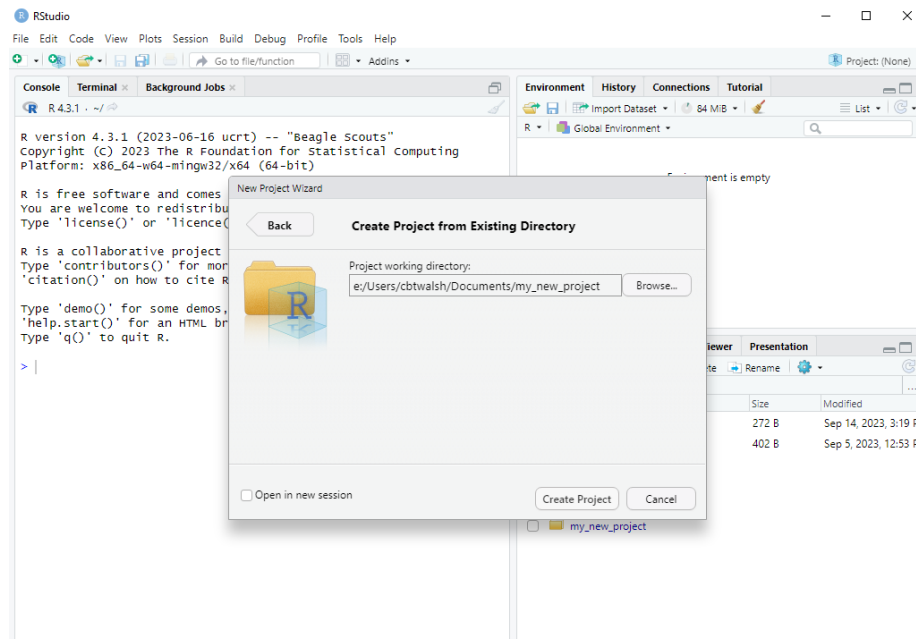 RStudio
File Edit Code View Plots Session Build Debug Profile Tools Help
Go to file/function Addins Project: (None)
Console Terminal Background Jobs
R 4.3.1 · ~/
R version 4.3.1 (2023-06-16 ucrt) -- "Beagle Scouts"
Copyright (C) 2023 The R Foundation for Statistical Computing
Platform: x86_64-w64-mingw32/x64 (64-bit)
R is free software and comes
You are welcome to redistribu
Type 'license()' or 'licence(
R is a collaborative project
Type 'contributors()' for mor
'citation()' on how to cite R
Type 'demo()' for some demos,
'help.start()' for an HTML br
Type 'q()' to quit R.
>
Environment History Connections Tutorial
Import Dataset 84 MiB List
R Global Environment
is empty
New Project Wizard
Back
Create Project from Existing Directory
Project working directory:
e:/Users/cbtwalsh/Documents/my_new_project Browse...
R
Open in new session
Create Project Cancel
iewer Presentation
te Rename
Size Modified
272 B Sep 14, 2023, 3:19 P
402 B Sep 5, 2023, 12:53 P
my_new_project